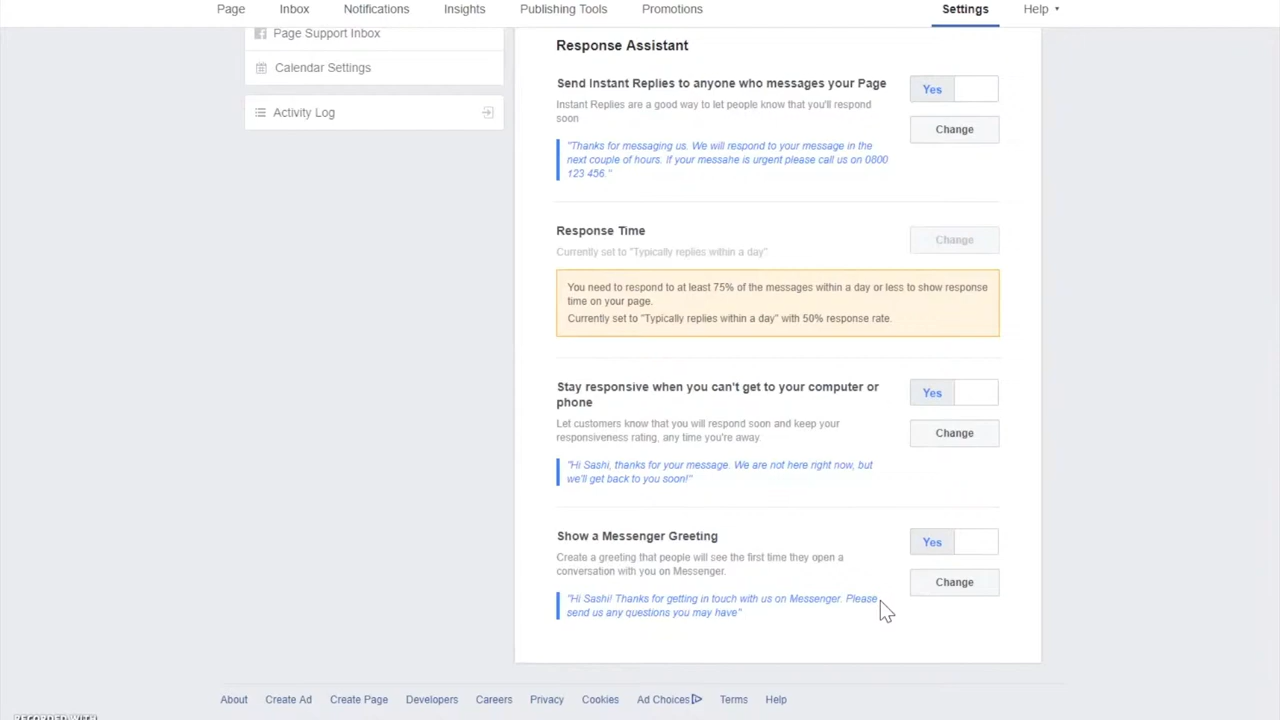 Page Inbox Notifications Insights Publishing Tools Promotions Settings Help
Page Support Inbox
Calendar Settings
Activity Log
Response Assistant
Send Instant Replies to anyone who messages your Page
Yes
Instant Replies are a good way to let people know that you'll respond
soon
Change
"Thanks for messaging us. We will respond to your message in the
next couple of hours. if your messahe is urgent please call us on 0800
123 456."
Response Time
Change
Currently set to "Typically replies within a day"
You need to respond to at least 75% of the messages within a day or less to show response
time on your page.
Currently set to "Typically replies within a day" with 50% response rate.
Stay responsive when you can't get to your computer or
phone
Yes
Let customers know that you will respond soon and keep your
responsiveness rating, any time you're away.
Change
"Hi Sashi, thanks for your message. We are not here right now, but
we'll get back to you soon!"
Show a Messenger Greeting
Yes
Create a greeting that people will see the first time they open a
conversation with you on Messenger.
Change
"Hi Sashi! Thanks for getting in touch with us on Messenger. Please
send us any questions you may have"
About Create Ad Create Page Developers Careers Privacy Cookies Ad Choices Terms Help
RECORDED WITH